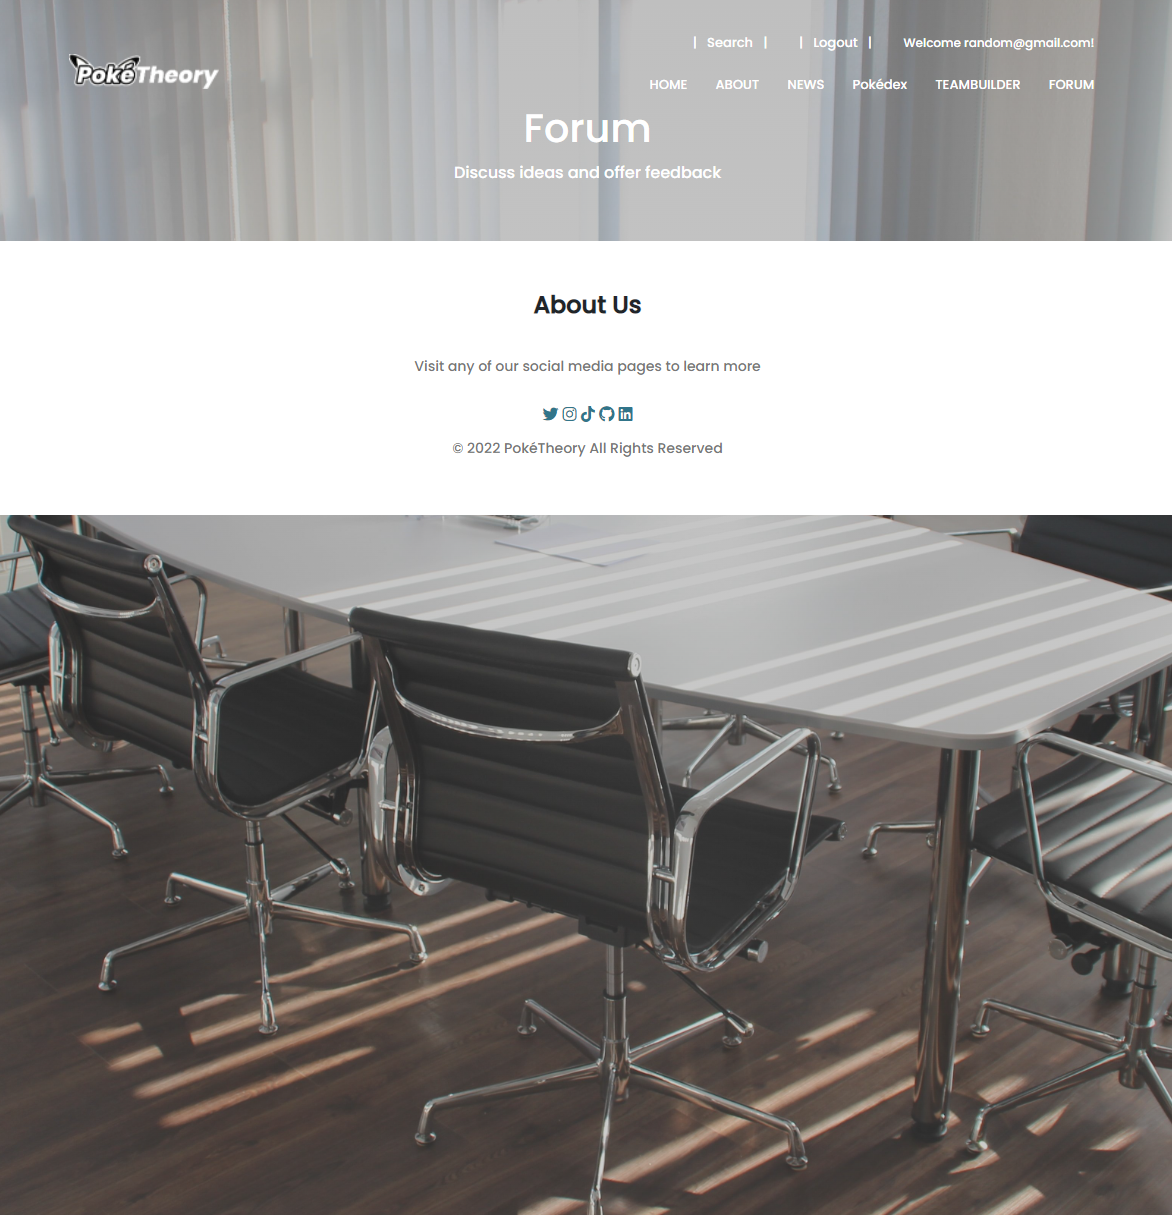 | Search |
| Logout |
Welcome random@gmail.com!
PokéTheory
HOME
ABOUT
NEWS
Pokédex
TEAMBUILDER
FORUM
Forum
Discuss ideas and offer feedback
About Us
Visit any of our social media pages to learn more
© 2022 PokéTheory All Rights Reserved